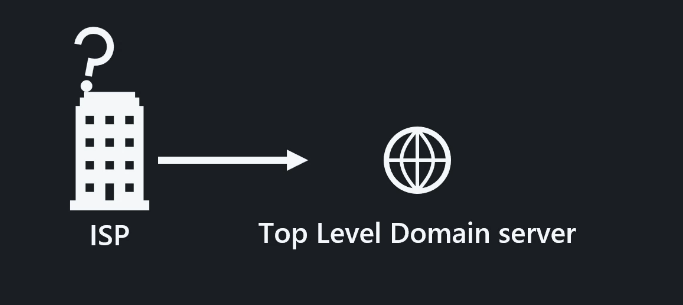 ?
ISP
Top Level Domain server